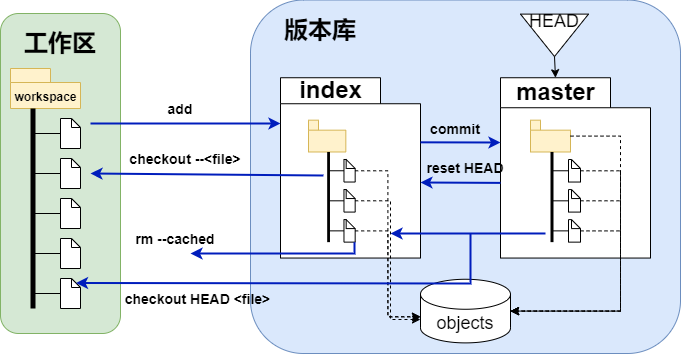 工作区
版本库
HEAD
workspace
index
master
add
commit
checkout --<file>
reset HEAD
rm --cached
checkout HEAD <file>
objects